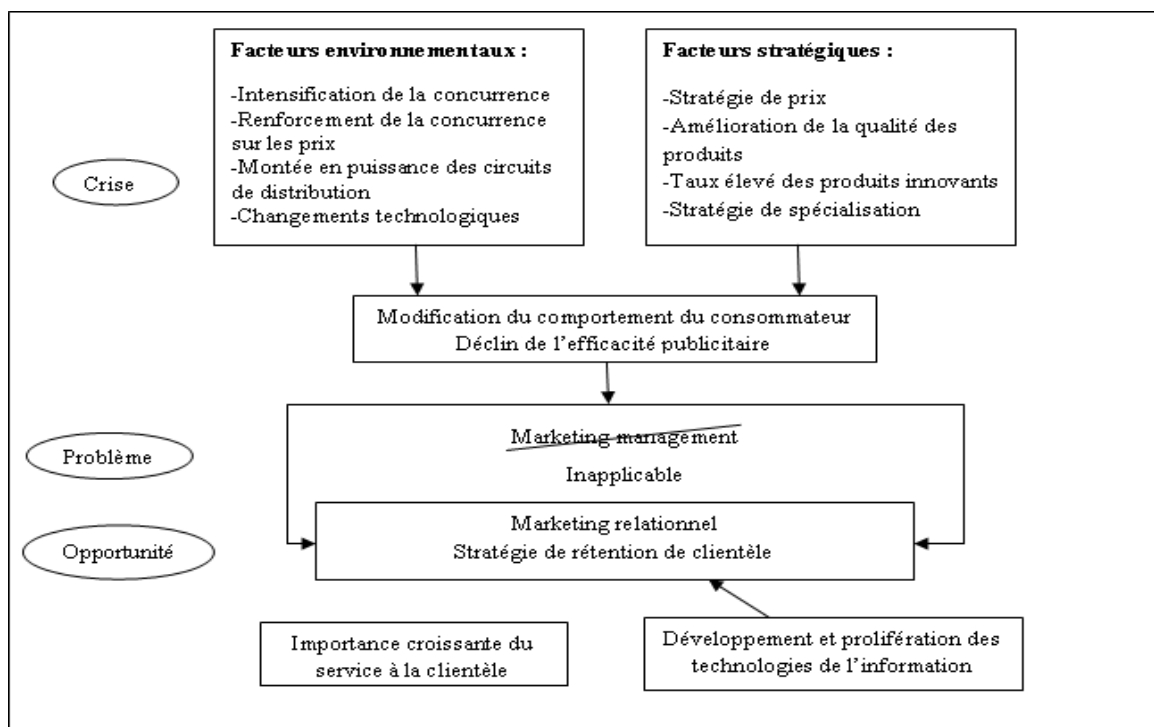 Facteurs environnementaux :
-Intensification de la concurrence
-Renforcement de la concurrence
sur les prix
-Montée en puissance des circuits
de distribution
-Changements technologiques
Facteurs stratégiques :
-Stratégie de prix
-Amélioration de la qualité des
produits
-Taux élevé des produits innovants
-Stratégie de spécialisation
Crise
Modification du comportement du consommateur
Déclin de l’efficacité publicitaire
Problème
Marketing management
Inapplicable
Opportunité
Marketing relationnel
Stratégie de rétention de clientèle
Importance croissante du
service à la clientèle
Développement et prolifération des
technologies de l’information